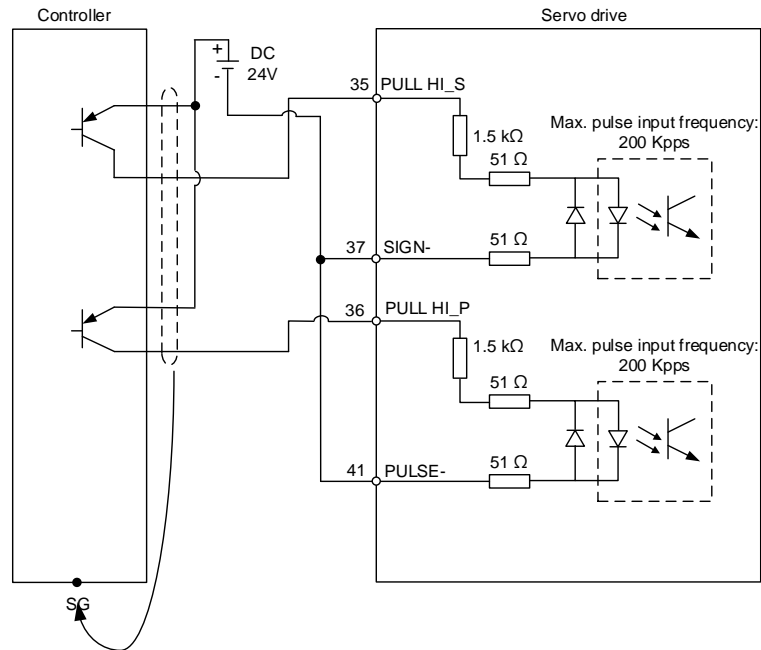 Controller
Servo drive
+
DC
24V
-
35
PULL HI_S
1.5 kΩ
51 Ω
Max. pulse input frequency:
200 Kpps
37
SIGN-
51 Ω
36
PULL HI_P
1.5 kΩ
51 Ω
Max. pulse input frequency:
200 Kpps
41
PULSE-
51 Ω
SG